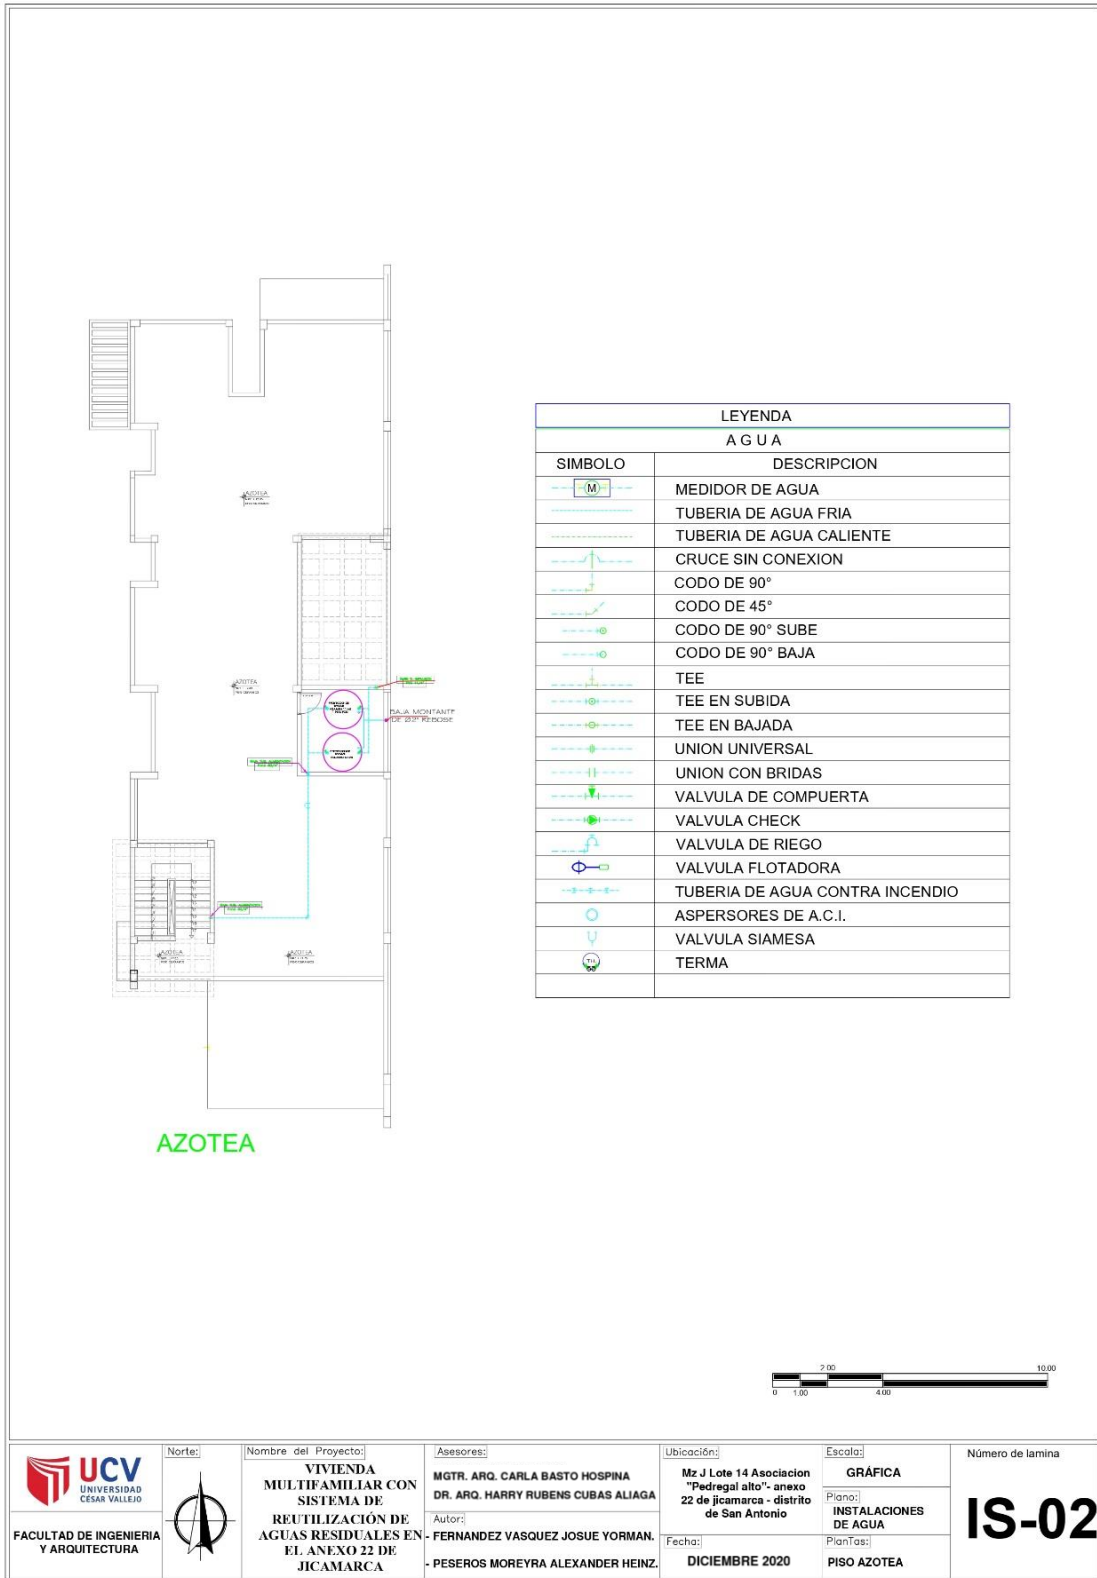 LEYENDA
A G U A
SIMBOLO DESCRIPCION
M MEDIDOR DE AGUA
TUBERIA DE AGUA FRIA
TUBERIA DE AGUA CALIENTE
CRUCE SIN CONEXION
CODO DE 90°
CODO DE 45°
CODO DE 90° SUBE
CODO DE 90° BAJA
TEE
TEE EN SUBIDA
TEE EN BAJADA
UNION UNIVERSAL
UNION CON BRIDAS
VALVULA DE COMPUERTA
VALVULA CHECK
VALVULA DE RIEGO
VALVULA FLOTADORA
TUBERIA DE AGUA CONTRA INCENDIO
ASPERSORES DE A.C.I.
VALVULA SIAMESA
TERMA
AZOTEA
AZOTEA
BAJA MONTANTE
DE Ø2" REBOSE
AZOTEA
AZOTEA
AZOTEA
2.00 10.00
0 1.00 4.00
UCV
UNIVERSIDAD
CÉSAR VALLEJO
FACULTAD DE INGENIERIA
Y ARQUITECTURA
Norte:
Nombre del Proyecto:
VIVIENDA
MULTIFAMILIAR CON
SISTEMA DE
REUTILIZACIÓN DE
AGUAS RESIDUALES EN
EL ANEXO 22 DE
JICAMARCA
Asesores:
MGTR. ARQ. CARLA BASTO HOSPINA
DR. ARQ. HARRY RUBENS CUBAS ALIAGA
Autor:
- FERNANDEZ VASQUEZ JOSUE YORMAN.
- PESEROS MOREYRA ALEXANDER HEINZ.
Ubicación:
Mz J Lote 14 Asociacion
"Pedregal alto"- anexo
22 de jicamarca - distrito
de San Antonio
Fecha:
DICIEMBRE 2020
Escala:
GRÁFICA
Plano:
INSTALACIONES
DE AGUA
PlanTas:
PISO AZOTEA
Número de lamina
IS-02